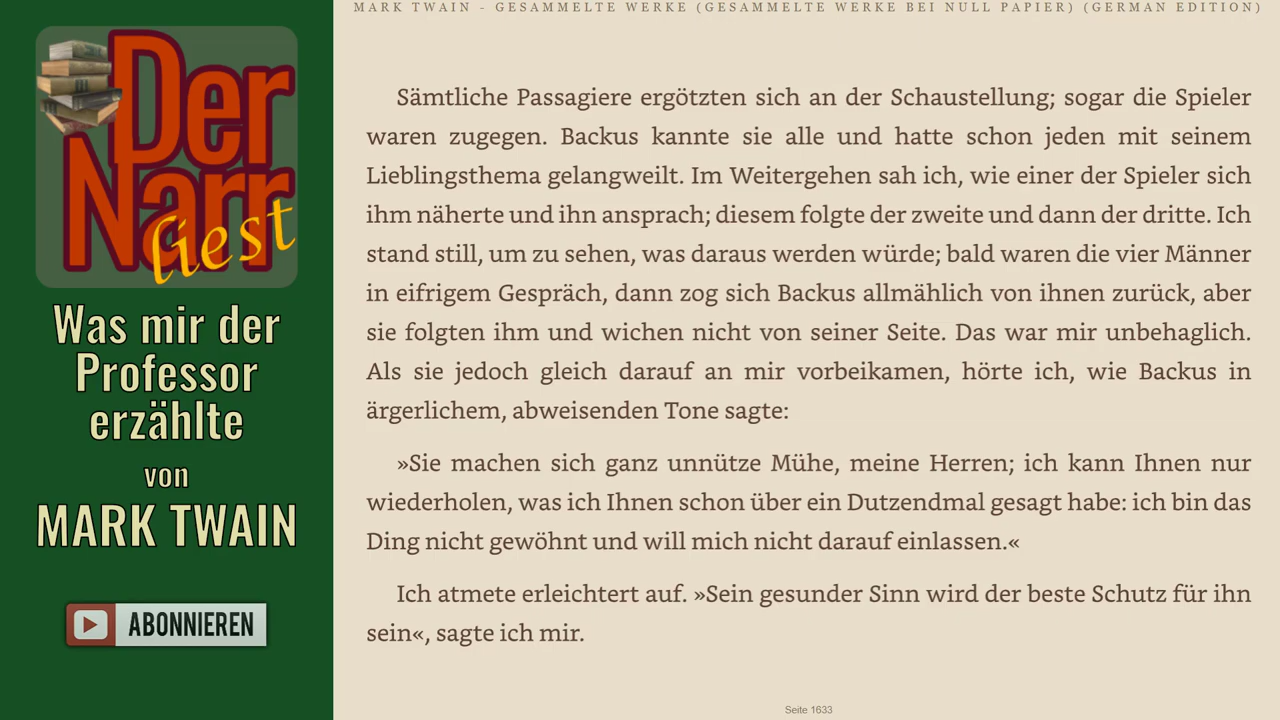 Der
Narr
liest
Was mir der
Professor
erzählte
von
MARK TWAIN
ABONNIEREN
MARK TWAIN - GESAMMELTE WERKE (GESAMMELTE WERKE BEI NULL PAPIER) (GERMAN EDITION)
Sämtliche Passagiere ergötzten sich an der Schaustellung; sogar die Spieler
waren zugegen. Backus kannte sie alle und hatte schon jeden mit seinem
Lieblingsthema gelangweilt. Im Weitergehen sah ich, wie einer der Spieler sich
ihm näherte und ihn ansprach; diesem folgte der zweite und dann der dritte. Ich
stand still, um zu sehen, was daraus werden würde; bald waren die vier Männer
in eifrigem Gespräch, dann zog sich Backus allmählich von ihnen zurück, aber
sie folgten ihm und wichen nicht von seiner Seite. Das war mir unbehaglich.
Als sie jedoch gleich darauf an mir vorbeikamen, hörte ich, wie Backus in
ärgerlichem, abweisenden Tone sagte:
»Sie machen sich ganz unnütze Mühe, meine Herren; ich kann Ihnen nur
wiederholen, was ich Ihnen schon über ein Dutzendmal gesagt habe: ich bin das
Ding nicht gewöhnt und will mich nicht darauf einlassen.«
Ich atmete erleichtert auf. »Sein gesunder Sinn wird der beste Schutz für ihn
sein«, sagte ich mir.
Seite 1633